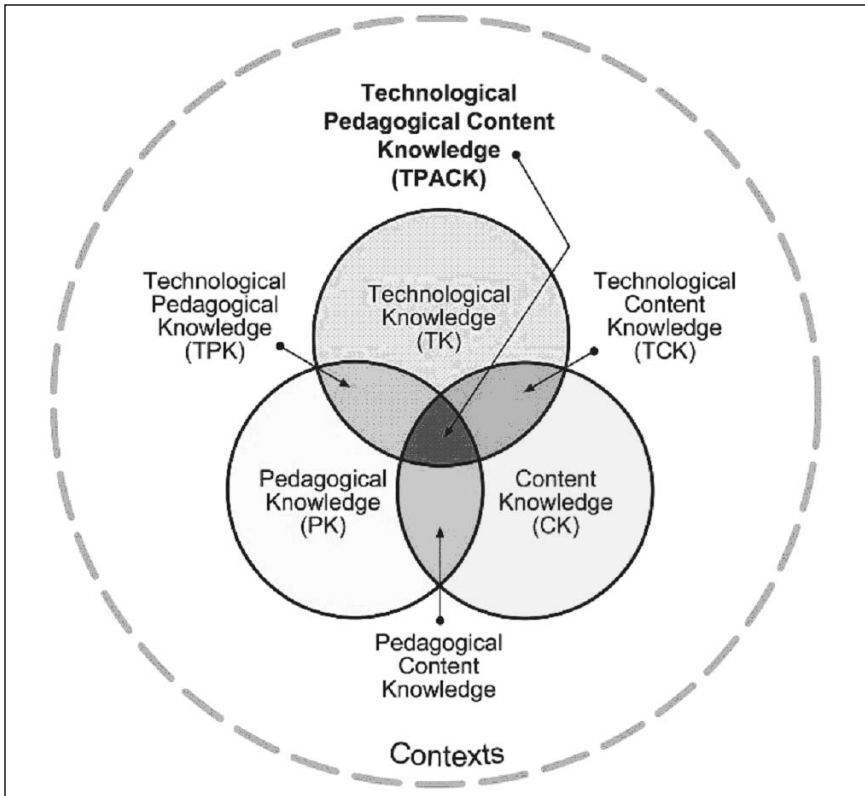 Technological
Pedagogical Content
Knowledge
(TPACK)
Technological
Pedagogical
Knowledge
(TPK)
Technological
Knowledge
(TK)
Technological
Content
Knowledge
(TCK)
Pedagogical
Knowledge
(PK)
Content
Knowledge
(CK)
Pedagogical
Content
Knowledge
Contexts